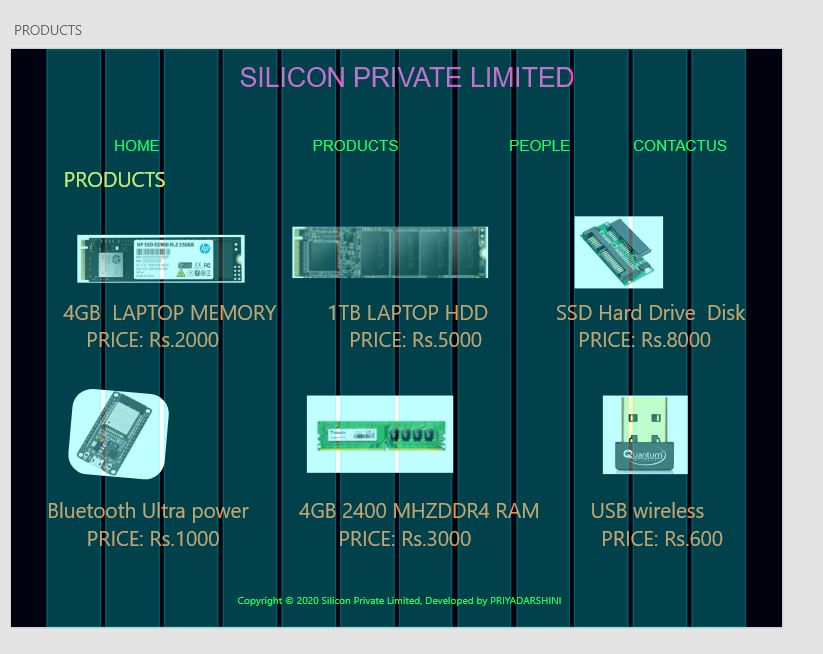 PRODUCTS
SILICON PRIVATE LIMITED
HOME PRODUCTS PEOPLE CONTACTUS
PRODUCTS
HP SSD EX900 M.2 250GB
hp
4GB LAPTOP MEMORY 1TB LAPTOP HDD SSD Hard Drive Disk
PRICE: Rs.2000 PRICE: Rs.5000 PRICE: Rs.8000
Quantum
Bluetooth Ultra power 4GB 2400 MHZDDR4 RAM USB wireless
PRICE: Rs.1000 PRICE: Rs.3000 PRICE: Rs.600
Copyright © 2020 Silicon Private Limited, Developed by PRIYADARSHINI